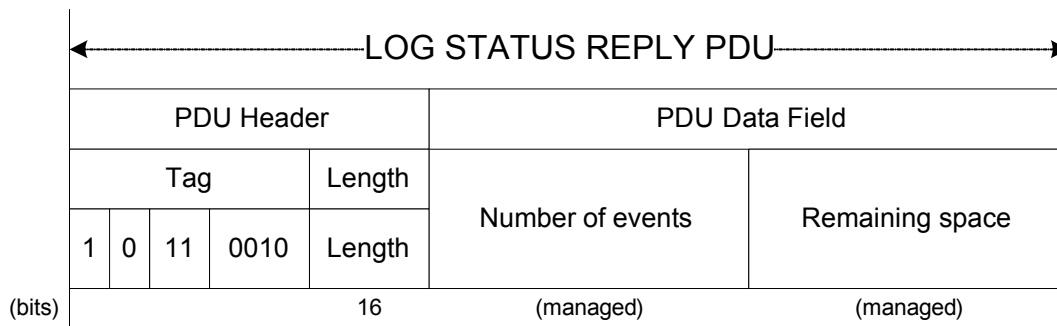 LOG STATUS REPLY PDU
PDU Header PDU Data Field
Tag Length Number of events Remaining space
1 0 11 0010 Length
(bits) 16 (managed) (managed)